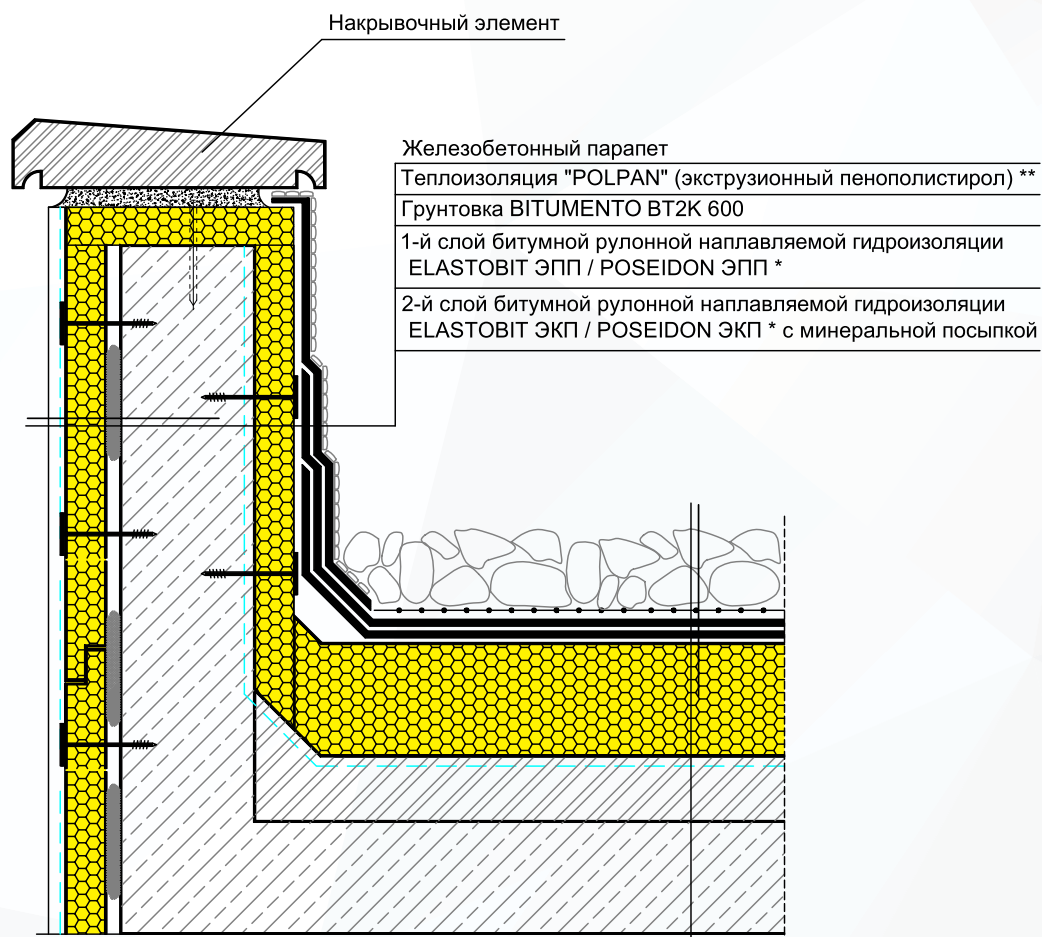 Накрывочный элемент
Железобетонный парапет
Теплоизоляция "POLPAN" (экструзионный пенополистирол) **
Грунтовка BITUMENTO BT2K 600
1-й слой битумной рулонной наплавляемой гидроизоляции
ELASTOBIT ЭПП / POSEIDON ЭПП *
2-й слой битумной рулонной наплавляемой гидроизоляции
ELASTOBIT ЭКП / POSEIDON ЭКП * с минеральной посыпкой